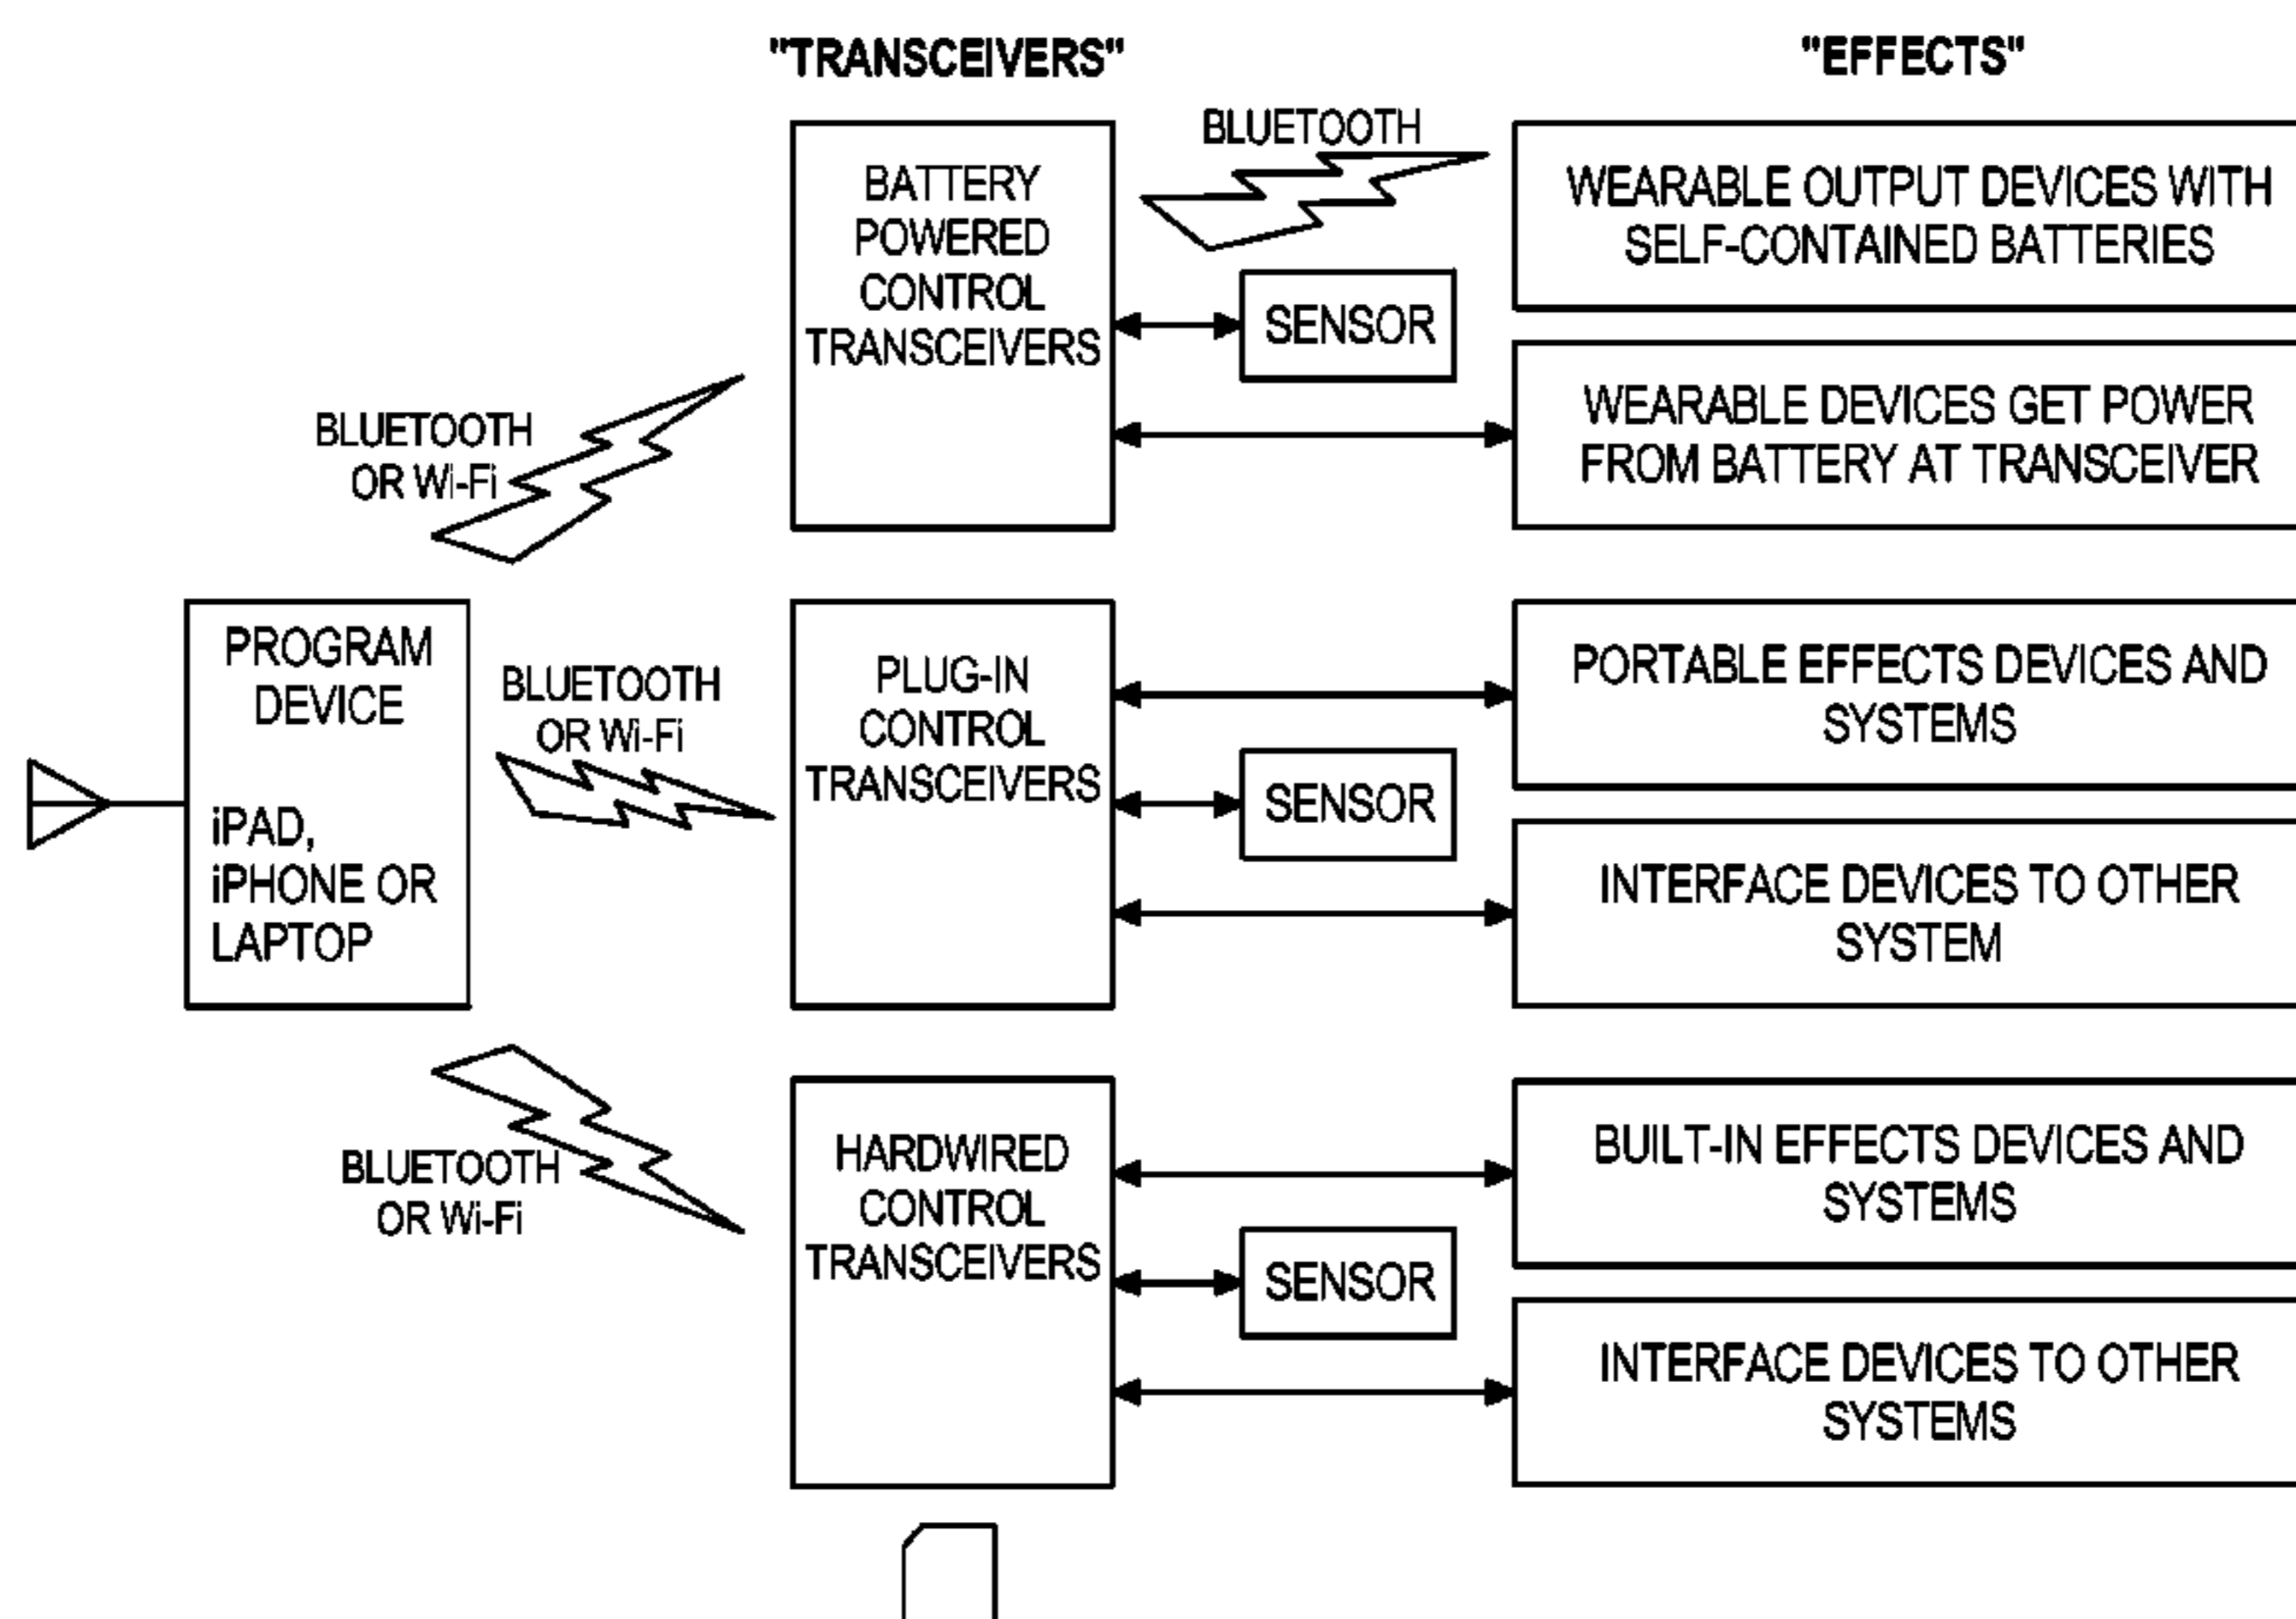 "TRANSCEIVERS"
"EFFECTS"
BLUETOOTH
BATTERY
POWERED
CONTROL
TRANSCEIVERS
SENSOR
WEARABLE OUTPUT DEVICES WITH
SELF-CONTAINED BATTERIES
WEARABLE DEVICES GET POWER
FROM BATTERY AT TRANSCEIVER
BLUETOOTH
OR Wi-Fi
PROGRAM
DEVICE
iPAD,
iPHONE OR
LAPTOP
BLUETOOTH
OR Wi-Fi
PLUG-IN
CONTROL
TRANSCEIVERS
SENSOR
PORTABLE EFFECTS DEVICES AND
SYSTEMS
INTERFACE DEVICES TO OTHER
SYSTEM
BLUETOOTH
OR Wi-Fi
HARDWIRED
CONTROL
TRANSCEIVERS
SENSOR
BUILT-IN EFFECTS DEVICES AND
SYSTEMS
INTERFACE DEVICES TO OTHER
SYSTEMS